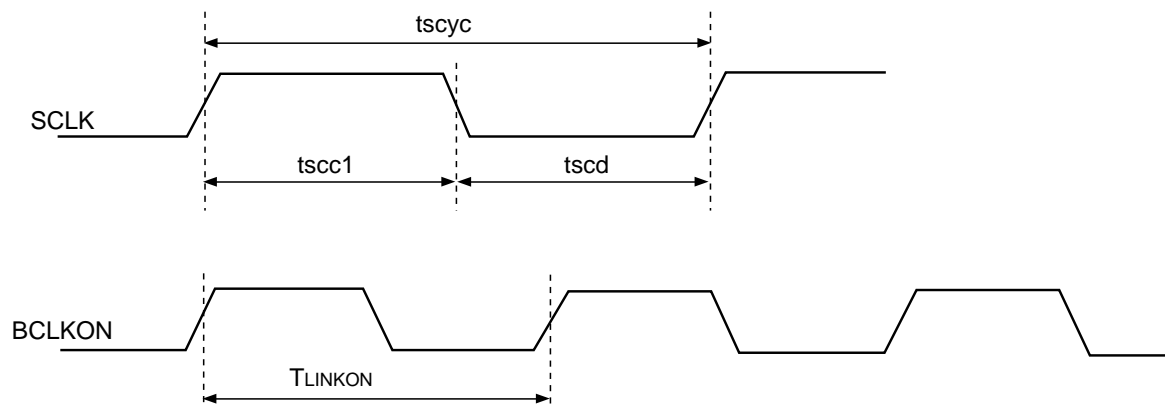 tscyc
SCLK
tscc1
tscd
BCLKON
TLINKON